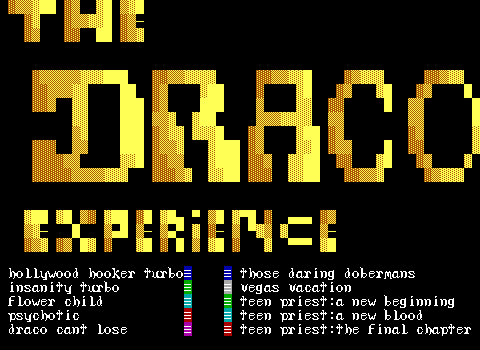 THE
DRACO
EXPERiENCE
hollywood hooker turbo
insanity turbo
flower child
psychotic
draco cant lose
those daring dobermans
vegas vacation
teen priest:a new beginning
teen priest:a new blood
teen priest:the final chapter